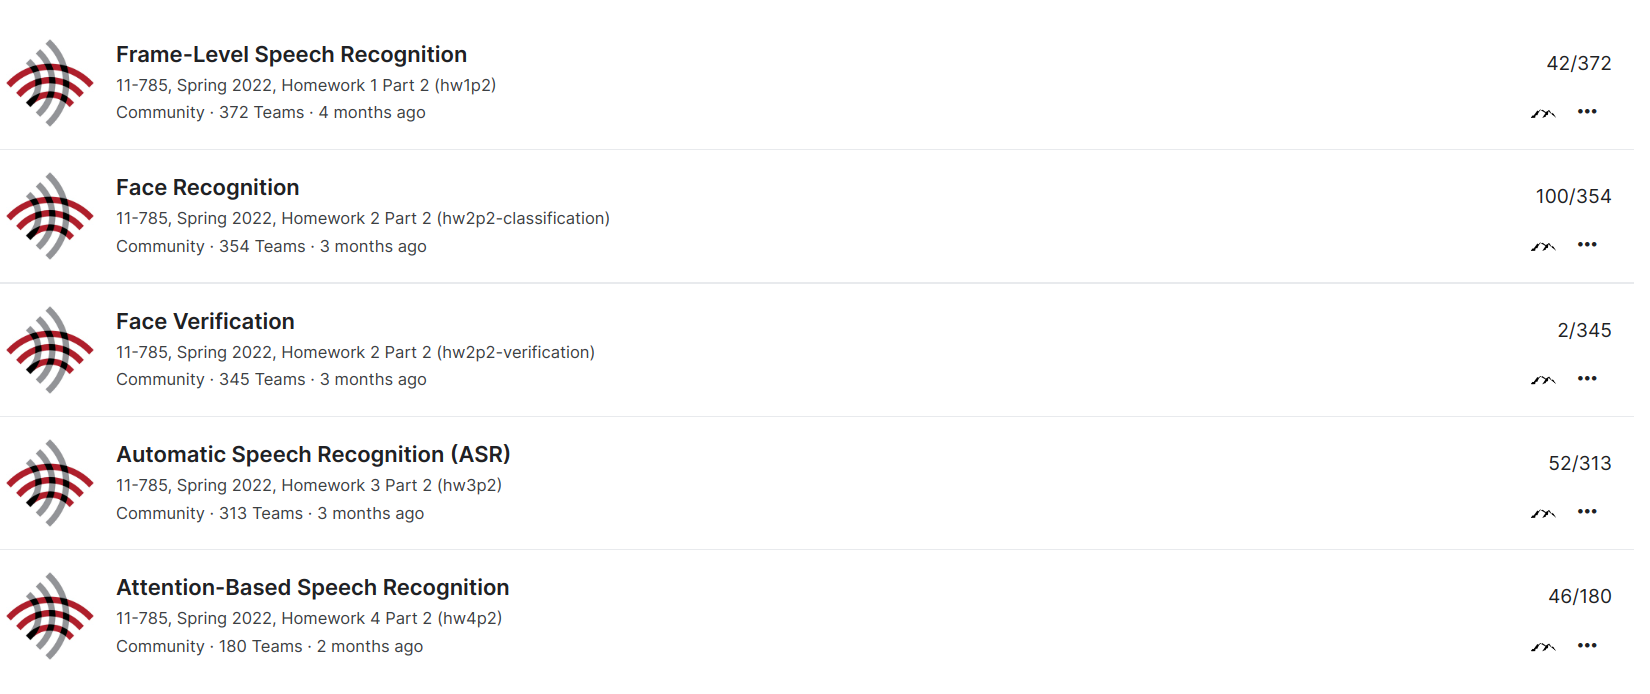 Frame-Level Speech Recognition
11-785, Spring 2022, Homework 1 Part 2 (hw1p2)
Community · 372 Teams · 4 months ago
42/372
Face Recognition
11-785, Spring 2022, Homework 2 Part 2 (hw2p2-classification)
Community · 354 Teams · 3 months ago
100/354
Face Verification
11-785, Spring 2022, Homework 2 Part 2 (hw2p2-verification)
Community · 345 Teams · 3 months ago
2/345
Automatic Speech Recognition (ASR)
11-785, Spring 2022, Homework 3 Part 2 (hw3p2)
Community · 313 Teams · 3 months ago
52/313
Attention-Based Speech Recognition
11-785, Spring 2022, Homework 4 Part 2 (hw4p2)
Community · 180 Teams · 2 months ago
46/180